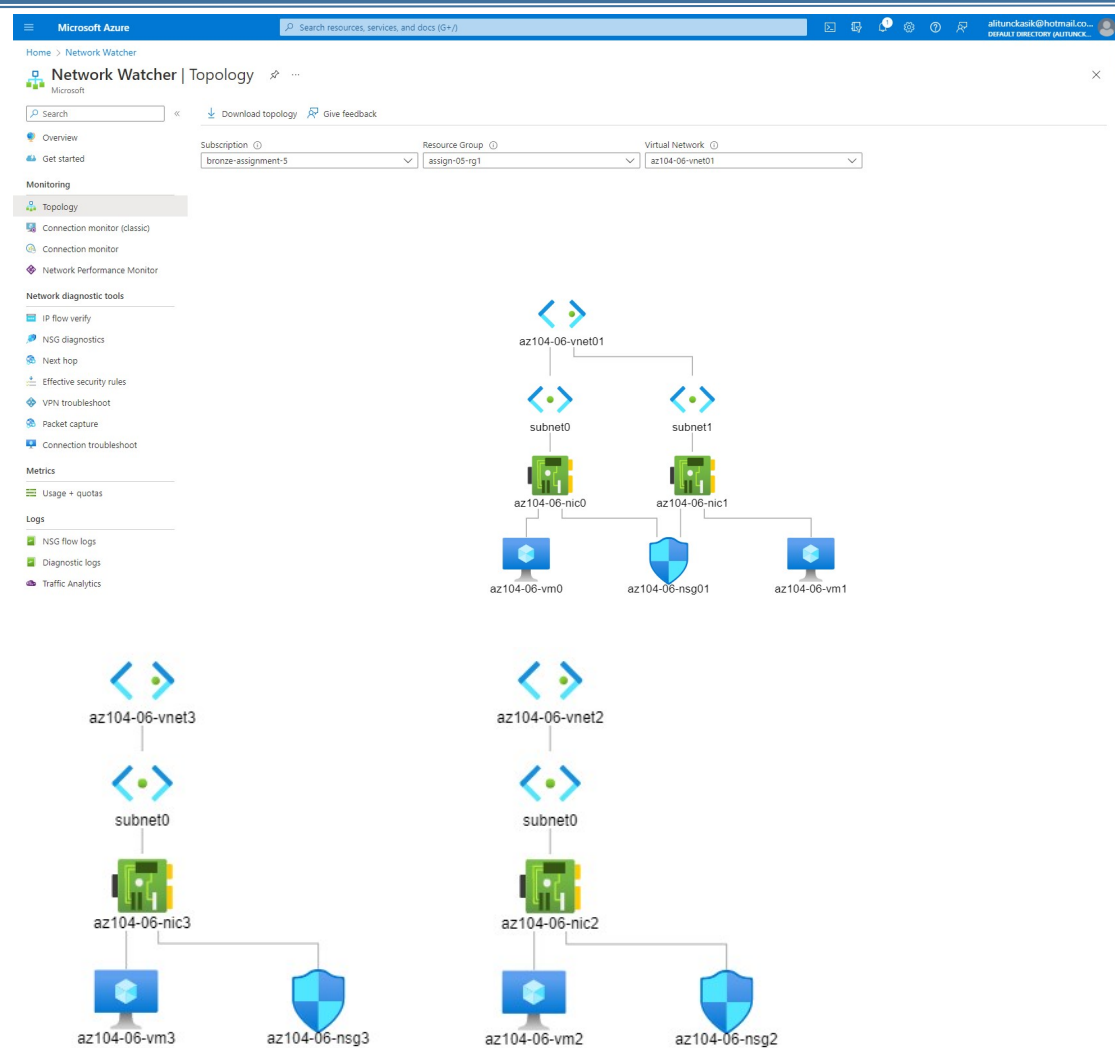 Microsoft Azure
Search resources, services, and docs (G+/)
1
alitunckasik@hotmail.co...
DEFAULT DIRECTORY (ALITUNCK...
Home > Network Watcher
Network Watcher | Topology
Microsoft
Search
Download topology
Give feedback
Overview
Get started
Subscription
Resource Group
Virtual Network
bronze-assignment-5
assign-05-rg1
az104-06-vnet01
Monitoring
Topology
Connection monitor (classic)
Connection monitor
Network Performance Monitor
Network diagnostic tools
IP flow verify
NSG diagnostics
Next hop
Effective security rules
VPN troubleshoot
Packet capture
Connection troubleshoot
Metrics
Usage + quotas
Logs
NSG flow logs
Diagnostic logs
Traffic Analytics
az104-06-vnet01
subnet0
subnet1
az104-06-nic0
az104-06-nic1
az104-06-vm0
az104-06-nsg01
az104-06-vm1
az104-06-vnet3
az104-06-vnet2
subnet0
subnet0
az104-06-nic3
az104-06-nic2
az104-06-vm3
az104-06-nsg3
az104-06-vm2
az104-06-nsg2